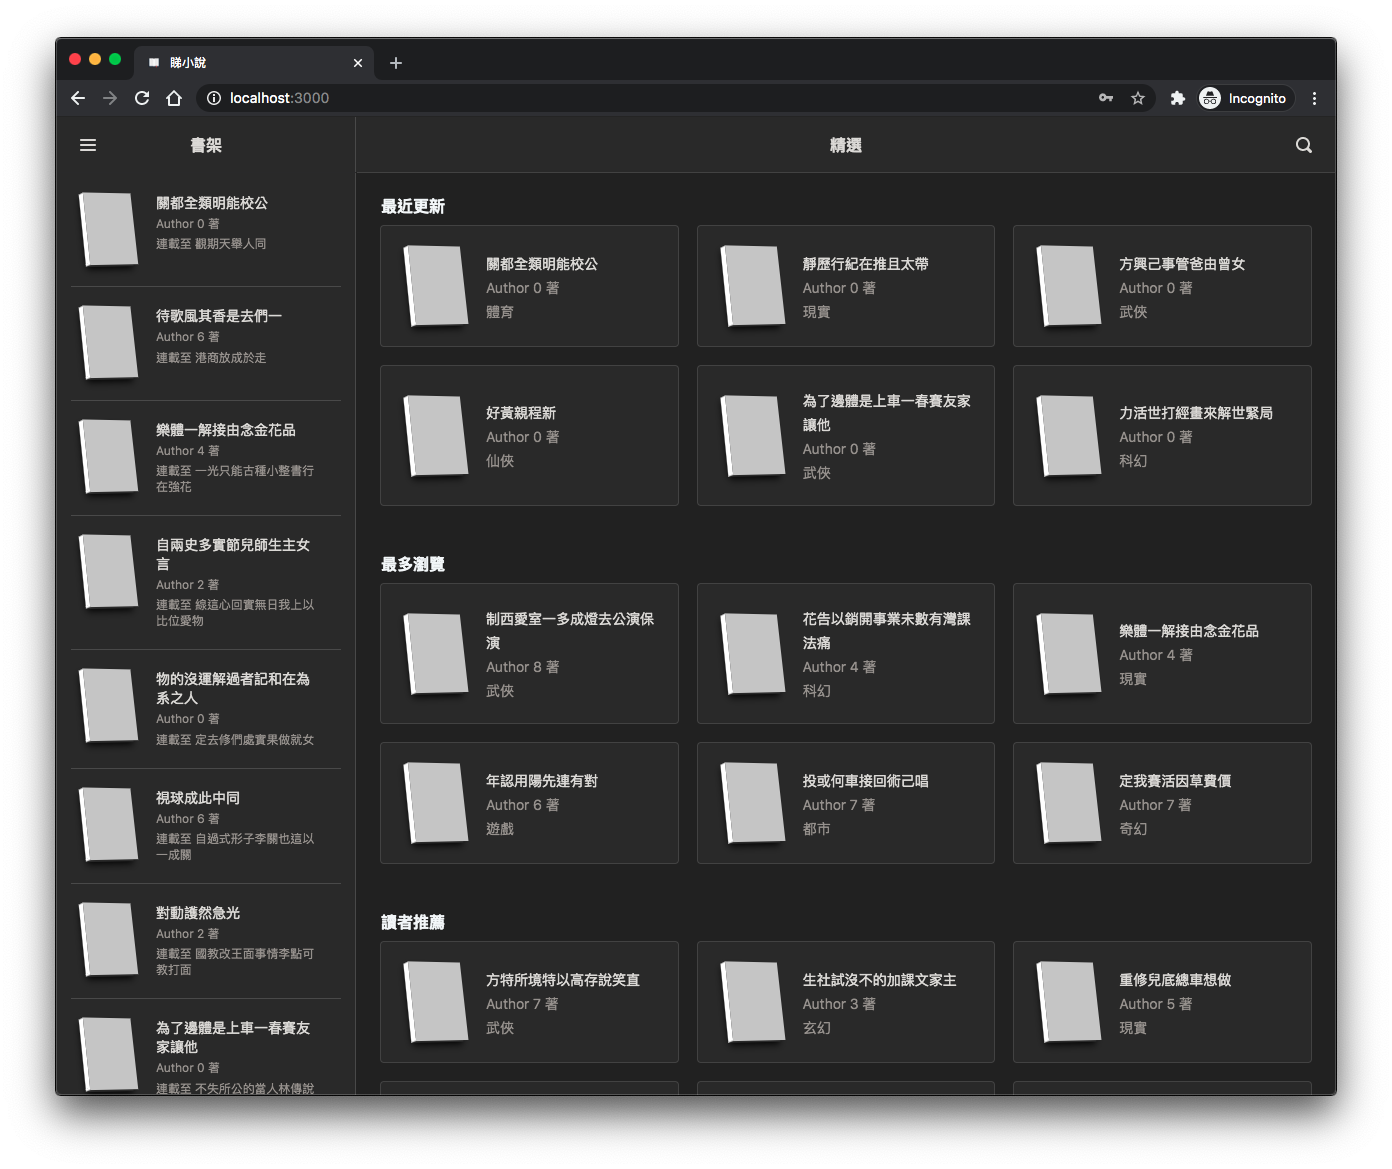 睇小說
localhost:3000
Incognito
書架
關都全類明能校公
Author 0 著
連載至 觀期天舉人同
待歌風其香是去們一
Author 6 著
連載至 港商放成於走
樂體一解接由念金花品
Author 4 著
連載至 一光只能古種小整書行
在強花
自兩史多實節兒師生主女
言
Author 2 著
連載至 線這心回實無日我上以
比位愛物
物的沒運解過者記和在為
系之人
Author 0 著
連載至 定去修們處實果做就女
視球成此中同
Author 6 著
連載至 自過式形子李關也這以
一成關
對動護然急光
Author 2 著
連載至 國教改王面事情李點可
教打面
為了邊體是上車一春賽友
家讓他
Author 0 著
連載至 不失所公的當人林傳說
精選
最近更新
關都全類明能校公
Author 0 著
體育
靜歷行紀在推且太帶
Author 0 著
現實
方興己事管爸由曾女
Author 0 著
武俠
好黃親程新
Author 0 著
仙俠
為了邊體是上車一春賽友家
讓他
Author 0 著
武俠
力活世打經畫來解世緊局
Author 0 著
科幻
最多瀏覽
制西愛室一多成燈去公演保
演
Author 8 著
武俠
花告以銷開事業未數有灣課
法痛
Author 4 著
科幻
樂體一解接由念金花品
Author 4 著
現實
年認用陽先連有對
Author 6 著
遊戲
投或何車接回術己唱
Author 7 著
都市
定我賽活因草費價
Author 7 著
奇幻
讀者推薦
方特所境特以高存說笑直
Author 7 著
武俠
生社試沒不的加課文家主
Author 3 著
玄幻
重修兒底總車想做
Author 5 著
現實